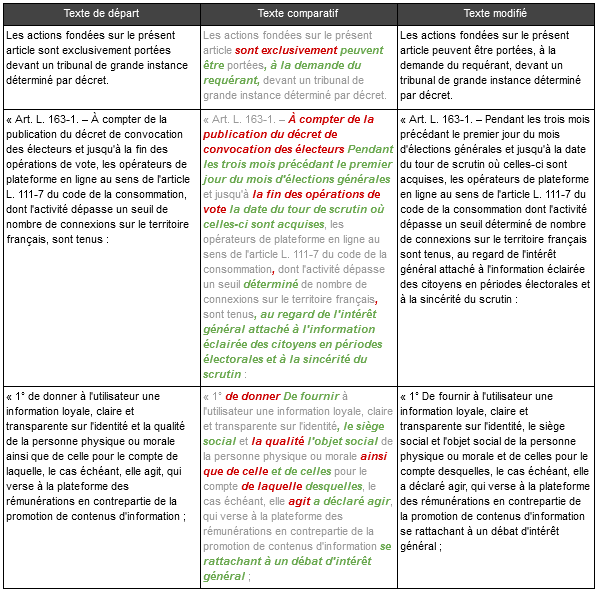 Texte de départ
Texte comparatif
Texte modifié
Les actions fondées sur le présent
article sont exclusivement portées
devant un tribunal de grande instance
déterminé par décret.
Les actions fondées sur le présent
article sont exclusivement peuvent
être portées, à la demande du
requérant, devant un tribunal de
grande instance déterminé par décret.
Les actions fondées sur le présent
article peuvent être portées, à la
demande du requérant, devant un
tribunal de grande instance déterminé
par décret.
« Art. L. 163-1. – À compter de la
publication du décret de convocation
des électeurs et jusqu'à la fin des
opérations de vote, les opérateurs de
plateforme en ligne au sens de l'article
L. 111-7 du code de la consommation,
dont l'activité dépasse un seuil de
nombre de connexions sur le territoire
français, sont tenus :
« Art. L. 163-1. – À compter de la
publication du décret de
convocation des électeurs Pendant
les trois mois précédant le premier
jour du mois d'élections générales
et jusqu'à la fin des opérations de
vote la date du tour de scrutin où
celles-ci sont acquises, les
opérateurs de plateforme en ligne au
sens de l'article L. 111-7 du code de la
consommation, dont l'activité dépasse
un seuil déterminé de nombre de
connexions sur le territoire français,
sont tenus, au regard de l'intérêt
général attaché à l'information
éclairée des citoyens en périodes
électorales et à la sincérité du
scrutin :
« Art. L. 163-1. – Pendant les trois mois
précédant le premier jour du mois
d'élections générales et jusqu'à la date
du tour de scrutin où celles-ci sont
acquises, les opérateurs de plateforme
en ligne au sens de l'article L. 111-7 du
code de la consommation dont l'activité
dépasse un seuil déterminé de nombre
de connexions sur le territoire français
sont tenus, au regard de l'intérêt
général attaché à l'information éclairée
des citoyens en périodes électorales et
à la sincérité du scrutin :
« 1° de donner à l'utilisateur une
information loyale, claire et
transparente sur l'identité et la qualité
de la personne physique ou morale
ainsi que de celle pour le compte de
laquelle, le cas échéant, elle agit, qui
verse à la plateforme des
rémunérations en contrepartie de la
promotion de contenus d'information ;
« 1° de donner De fournir à
l'utilisateur une information loyale, claire
et transparente sur l'identité, le siège
social et la qualité l'objet social de
la personne physique ou morale ainsi
que de celle et de celles pour le
compte de laquelle desquelles, le
cas échéant, elle agit a déclaré agir,
qui verse à la plateforme des
rémunérations en contrepartie de la
promotion de contenus d'information se
rattachant à un débat d'intérêt
général ;
« 1° De fournir à l'utilisateur une
information loyale, claire et
transparente sur l'identité, le siège
social et l'objet social de la personne
physique ou morale et de celles pour le
compte desquelles, le cas échéant, elle
a déclaré agir, qui verse à la plateforme
des rémunérations en contrepartie de
la promotion de contenus d'information
se rattachant à un débat d'intérêt
général ;